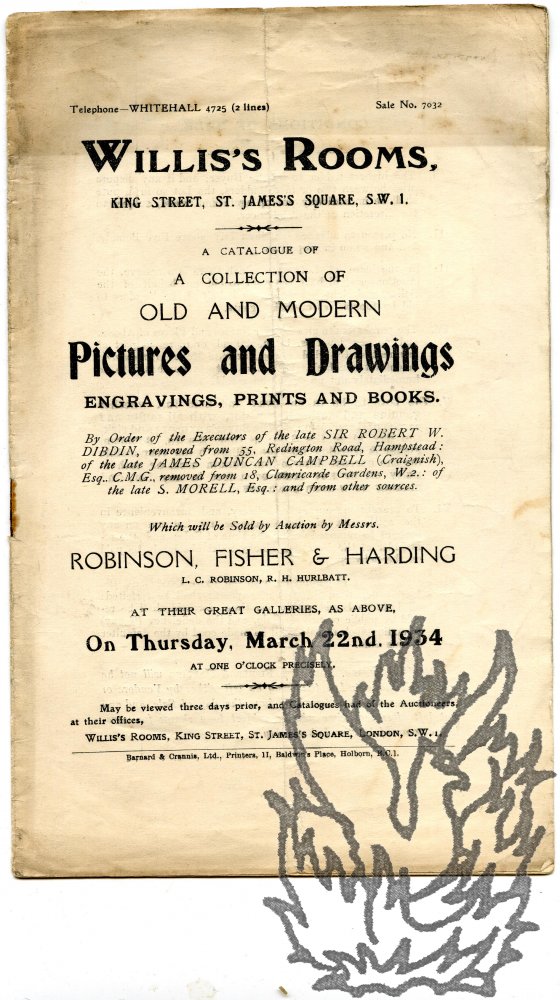 Telephone—WHITEHALL 4725 (2 lines) Sale No. 7032
WILLIS'S ROOMS,
KING STREET, ST. JAMES'S SQUARE, S.W. 1.
A CATALOGUE OF
A COLLECTION OF
OLD AND MODERN
Pictures and Drawings
ENGRAVINGS, PRINTS AND BOOKS.
By Order of the Executors of the late SIR ROBERT W.
DIBDIN, removed from 55, Redington Road, Hampstead:
of the late JAMES DUNCAN CAMPBELL (Craignish),
Esq.. C.M.G., removed from 18, Clanricarde Gardens, W.2.: of
the late S. MORELL, Esq.: and from other sources.
Which will be Sold by Auction by Messrs.
ROBINSON, FISHER & HARDING
L. C. ROBINSON, R. H. HURLBATT.
AT THEIR GREAT GALLERIES, AS ABOVE,
On Thursday, March 22nd, 1934
AT ONE O'CLOCK PRECISELY.
May be viewed three days prior, and Catalogues had of the Auctioneers,
at their offices,
WILLIS'S ROOMS, KING STREET, ST. JAMES'S SQUARE, LONDON, S.W. 1.
Barnard & Crannis, Ltd., Printers, 11, Baldwin's Place, Holborn, E.C.1.